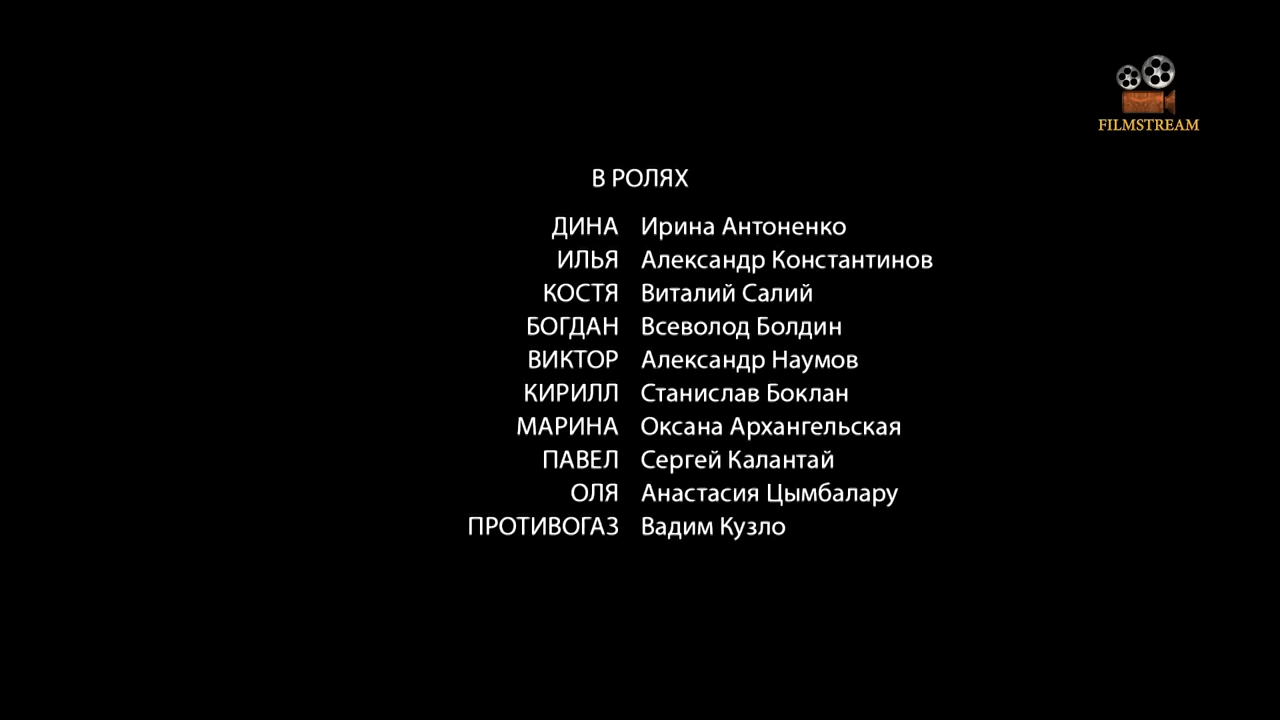 FILMSTREAM
В РОЛЯХ
ДИНА Ирина Антоненко
ИЛЬЯ Александр Константинов
КОСТЯ Виталий Салий
БОГДАН Всеволод Болдин
ВИКТОР Александр Наумов
КИРИЛЛ Станислав Боклан
МАРИНА Оксана Архангельская
ПАВЕЛ Сергей Калантай
ОЛЯ Анастасия Цымбалару
ПРОТИВОГАЗ Вадим Кузло